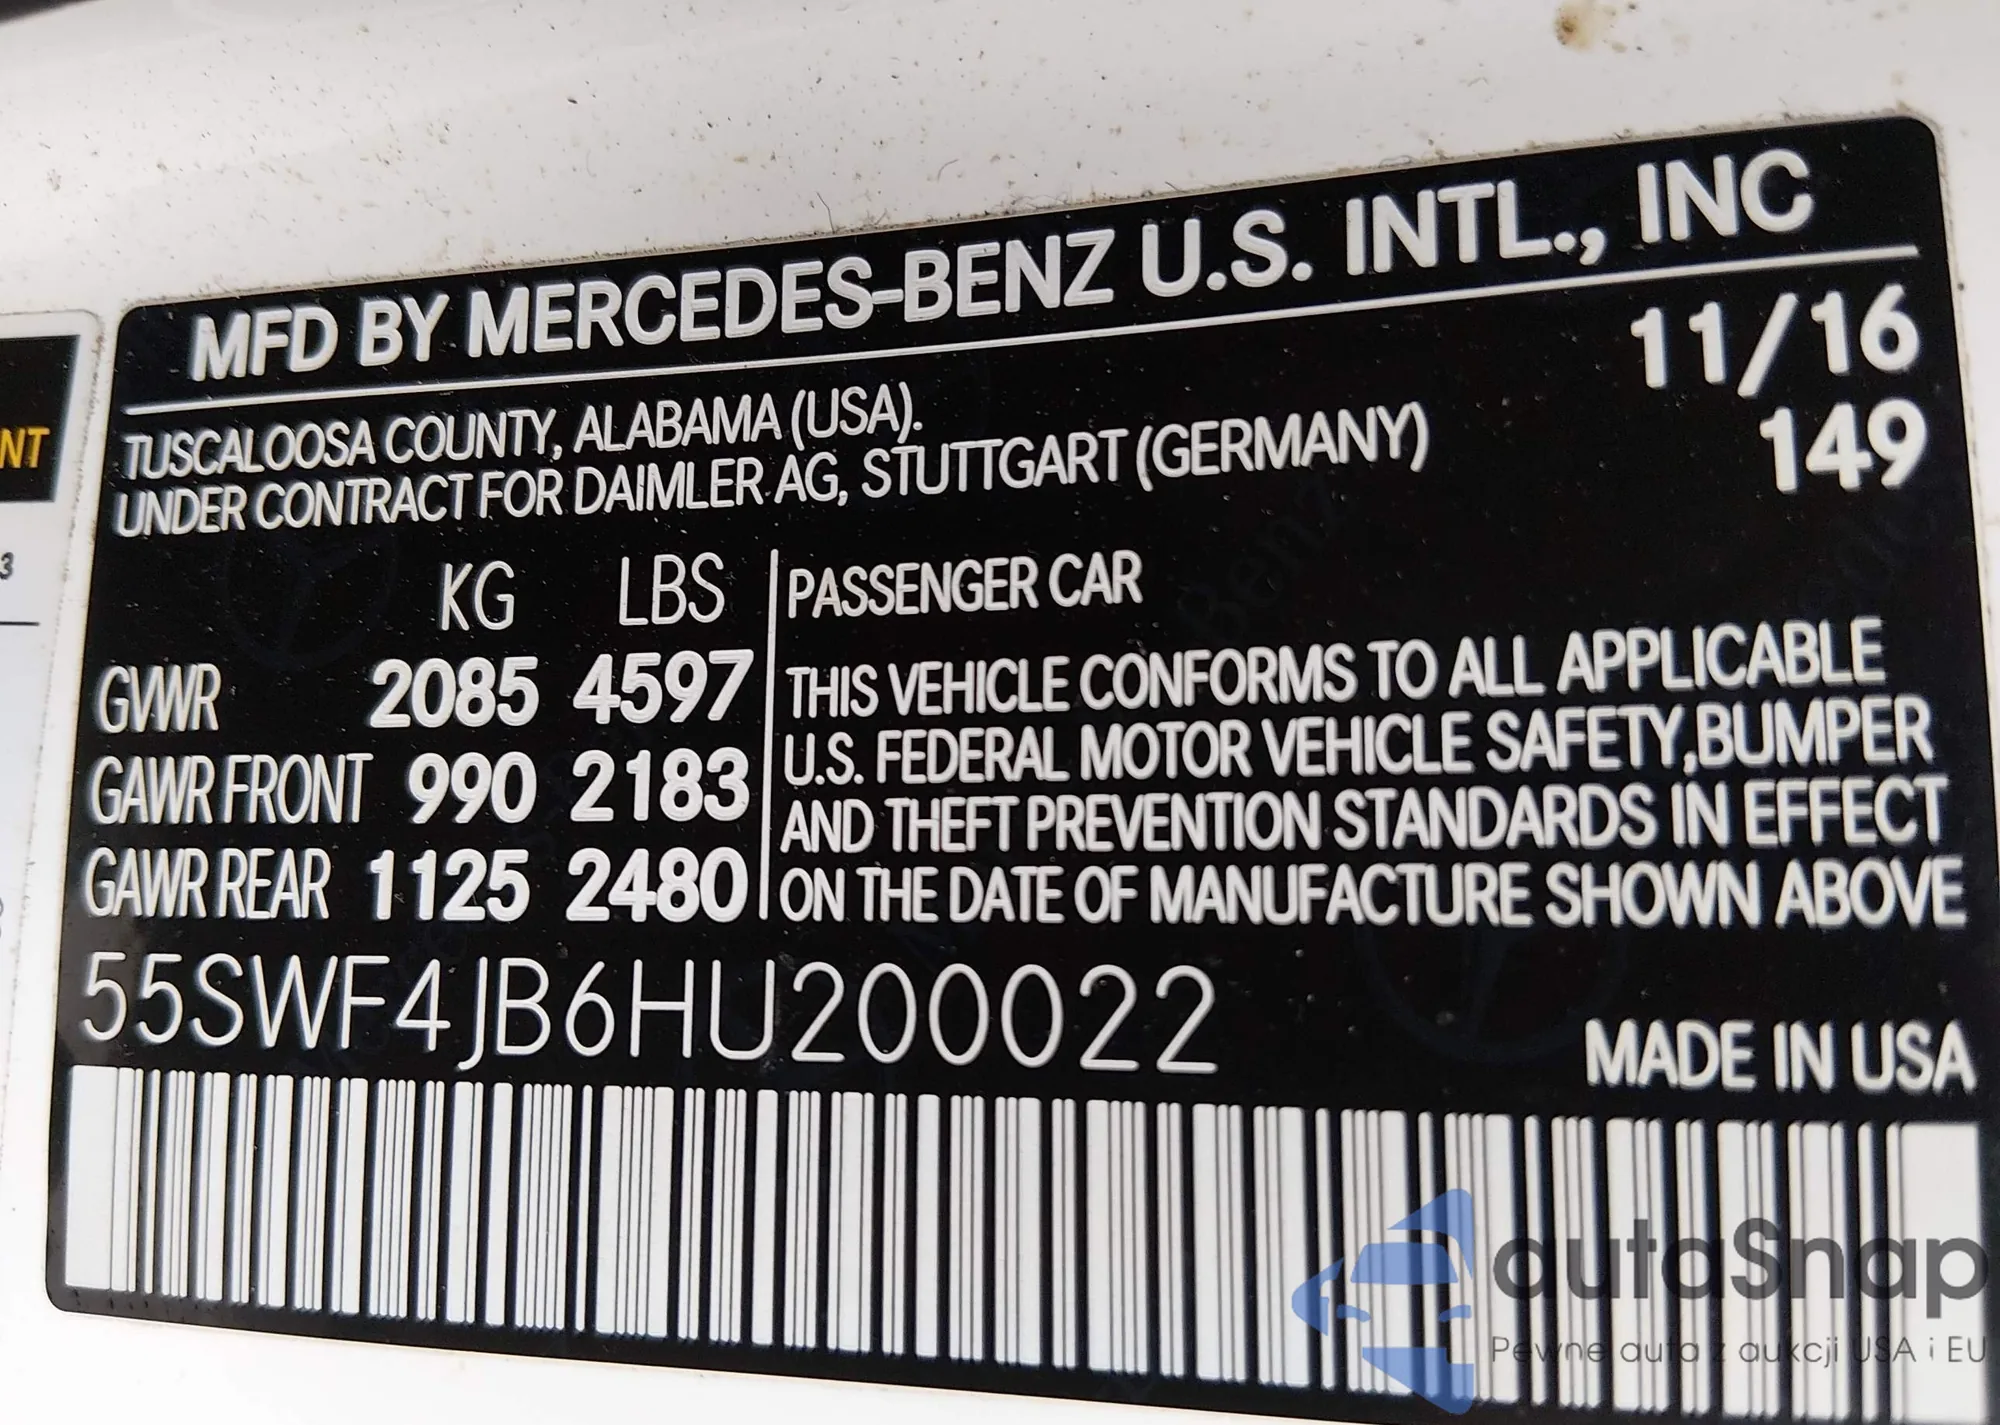 MFD BY MERCEDES-BENZ U.S. INTL., INC
11/16
TUSCALOOSA COUNTY, ALABAMA (USA).
UNDER CONTRACT FOR DAIMLER AG, STUTTGART (GERMANY)
149
KG LBS
GVWR 2085 4597
GAWR FRONT 990 2183
GAWR REAR 1125 2480
PASSENGER CAR
THIS VEHICLE CONFORMS TO ALL APPLICABLE
U.S. FEDERAL MOTOR VEHICLE SAFETY,BUMPER
AND THEFT PREVENTION STANDARDS IN EFFECT
ON THE DATE OF MANUFACTURE SHOWN ABOVE
55SWF4JB6HU200022
MADE IN USA
NT
3
autaSnap
Pewne auta z aukcji USA i EU